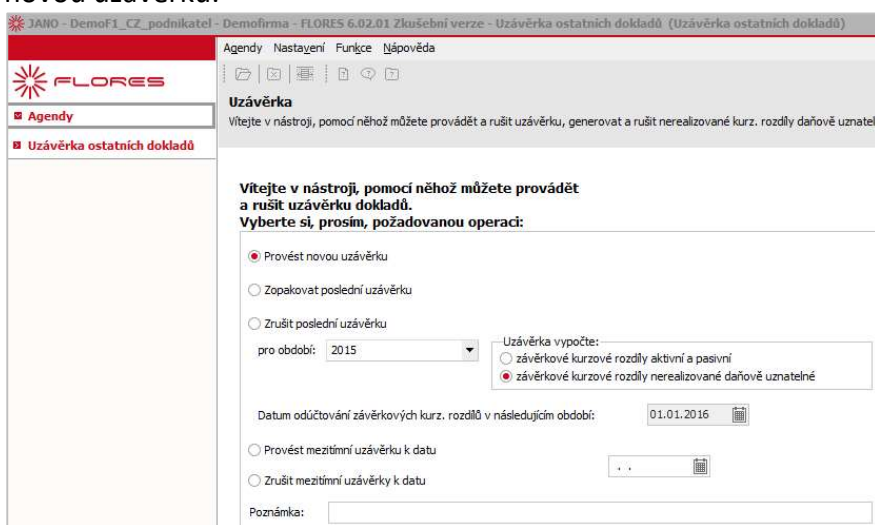 novou uzávěrku.
JANO - DemoF1_CZ_podnikatel - Demofirma - FLORES 6.02.01 Zkušební verze - Uzávěrka ostatních dokladů (Uzávěrka ostatních dokladů)
Agendy Nastavení Funkce Nápověda
FLORES
Uzávěrka
Vítejte v nástroji, pomocí něhož můžete provádět a rušit uzávěrku, generovat a rušit nerealizované kurz. rozdíly daňově uznatel
Agendy
Uzávěrka ostatních dokladů
Vítejte v nástroji, pomocí něhož můžete provádět
a rušit uzávěrku dokladů.
Vyberte si, prosím, požadovanou operaci:
Provést novou uzávěrku
Zopakovat poslední uzávěrku
Zrušit poslední uzávěrku
pro období: 2015
Uzávěrka vypočte:
závěrkové kurzové rozdíly aktivní a pasivní
závěrkové kurzové rozdíly nerealizované daňově uznatelné
Datum odúčtování závěrkových kurz. rozdílů v následujícím období: 01.01.2016
Provést mezitímní uzávěrku k datu
. .
Zrušit mezitímní uzávěrky k datu
Poznámka: